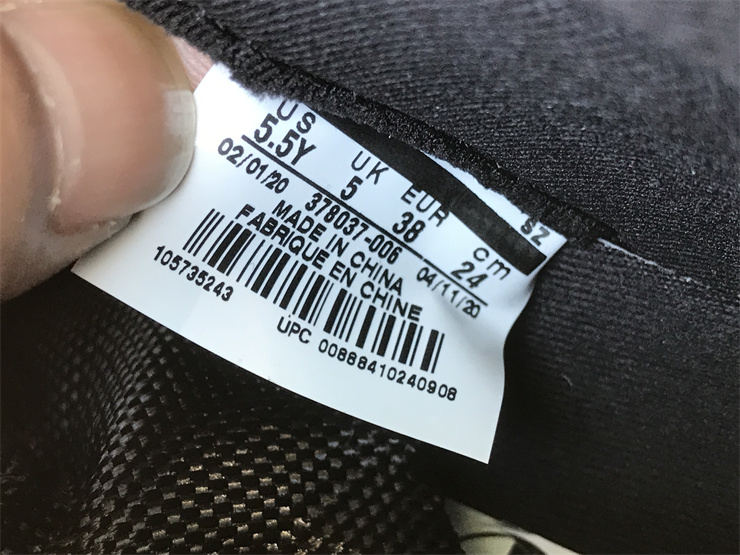 US UK EUR cm sz
5.5Y 5 38 24
02/01/20 378037-006 04/11/20
MADE IN CHINA
FABRIQUE EN CHINE
105735243
UPC 00888410240908